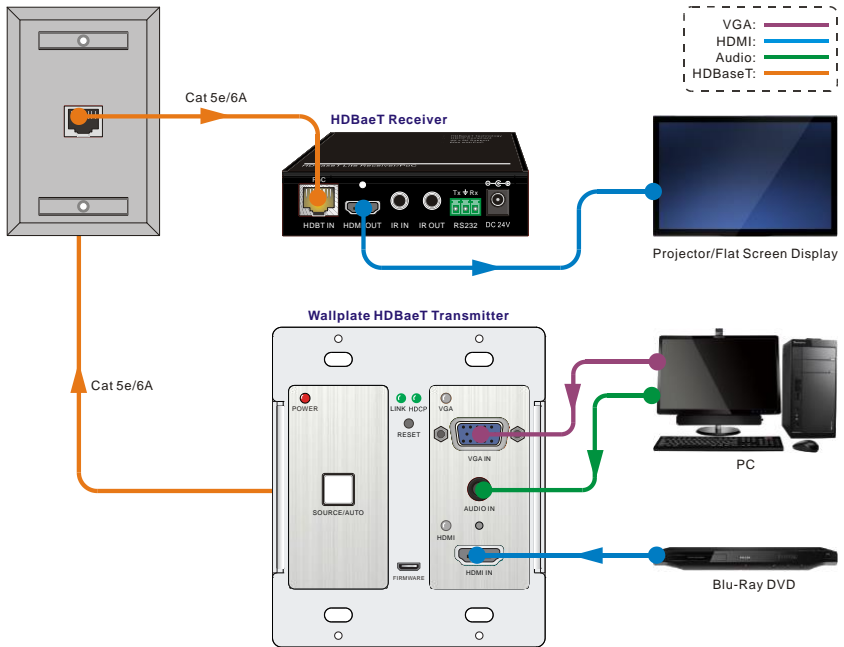 VGA:
HDMI:
Audio:
HDBaseT:
Cat 5e/6A
HDBaeT Receiver
HDBT IN
HDMI OUT
IR IN
IR OUT
Tx Rx
RS232
DC 24V
Projector/Flat Screen Display
Wallplate HDBaeT Transmitter
Cat 5e/6A
POWER
LINK HDCP
VGA
RESET
VGA IN
SOURCE/AUTO
AUDIO IN
HDMI
FIRMWARE
HDMI IN
PC
Blu-Ray DVD